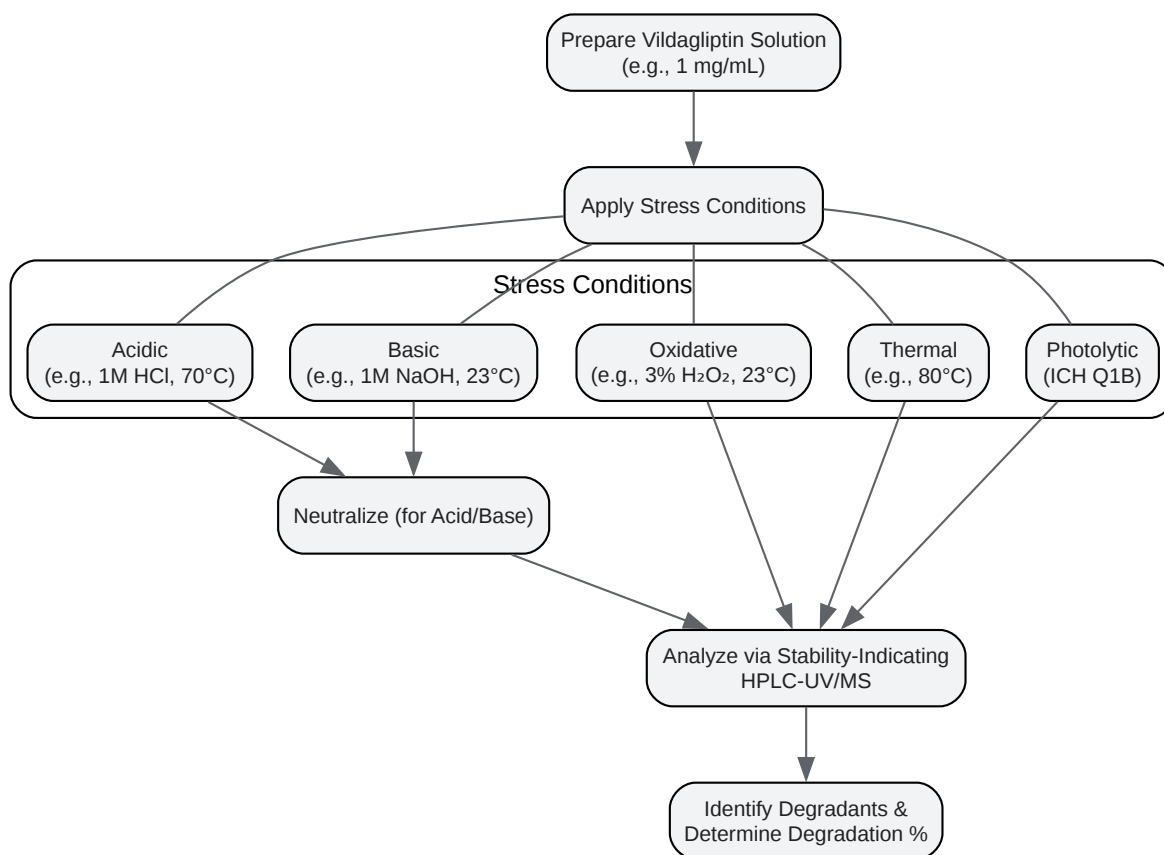 Prepare Vildagliptin Solution
(e.g., 1 mg/mL)
Apply Stress Conditions
Stress Conditions
Acidic
(e.g., 1M HCl, 70°C)
Basic
(e.g., 1M NaOH, 23°C)
Oxidative
(e.g., 3% H₂O₂, 23°C)
Thermal
(e.g., 80°C)
Photolytic
(ICH Q1B)
Neutralize (for Acid/Base)
Analyze via Stability-Indicating
HPLC-UV/MS
Identify Degradants &
Determine Degradation %